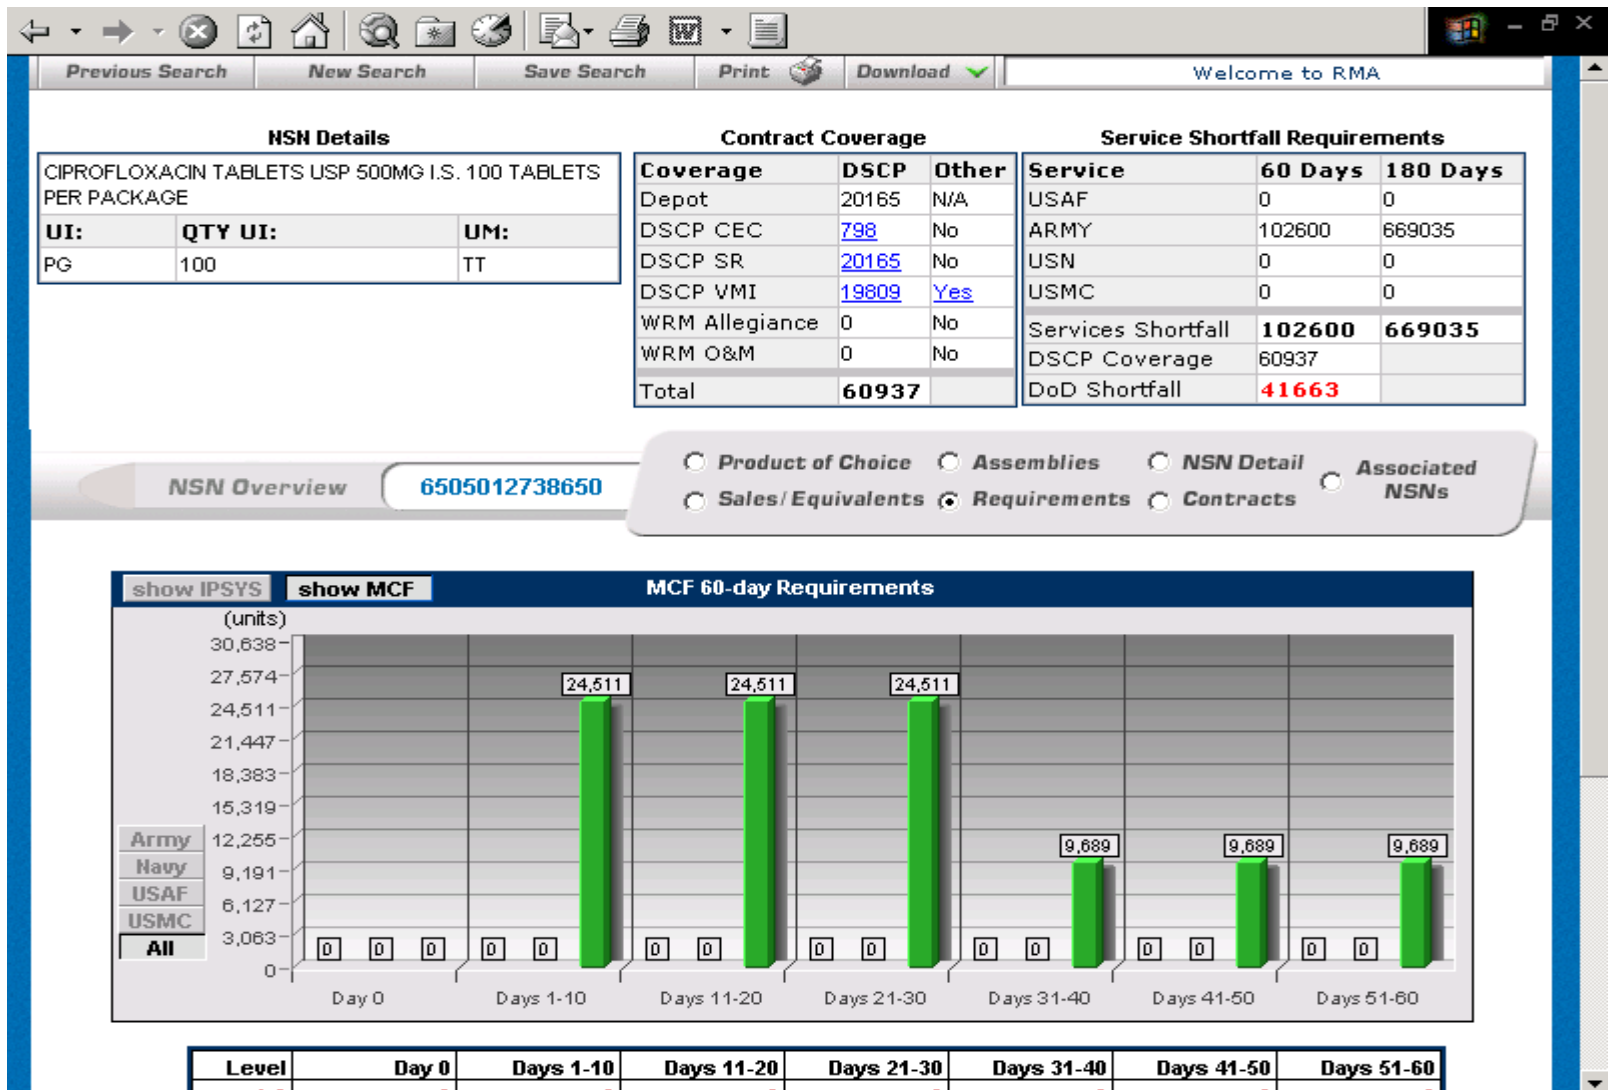 Previous Search New Search Save Search Print Download Welcome to RMA
NSN Details
CIPROFLOXACIN TABLETS USP 500MG I.S. 100 TABLETS
PER PACKAGE
UI: QTY UI: UM:
PG 100 TT
Contract Coverage
Coverage DSCP Other
Depot 20165 N/A
DSCP CEC 798 No
DSCP SR 20165 No
DSCP VMI 19809 Yes
WRM Allegiance 0 No
WRM O&M 0 No
Total 60937
Service Shortfall Requirements
Service 60 Days 180 Days
USAF 0 0
ARMY 102600 669035
USN 0 0
USMC 0 0
Services Shortfall 102600 669035
DSCP Coverage 60937
DoD Shortfall 41663
NSN Overview 6505012738650
Product of Choice Assemblies NSN Detail Associated NSNs
Sales/Equivalents Requirements Contracts
show IPSYS show MCF MCF 60-day Requirements
(units)
30,638
27,574
24,511
21,447
18,383
15,319
12,255
9,191
6,127
3,063
0
Army
Navy
USAF
USMC
All
24,511 24,511 24,511
9,689 9,689 9,689
0 0 0 0 0 0 0 0 0 0 0 0 0 0 0
Day 0 Days 1-10 Days 11-20 Days 21-30 Days 31-40 Days 41-50 Days 51-60
Level Day 0 Days 1-10 Days 11-20 Days 21-30 Days 31-40 Days 41-50 Days 51-60